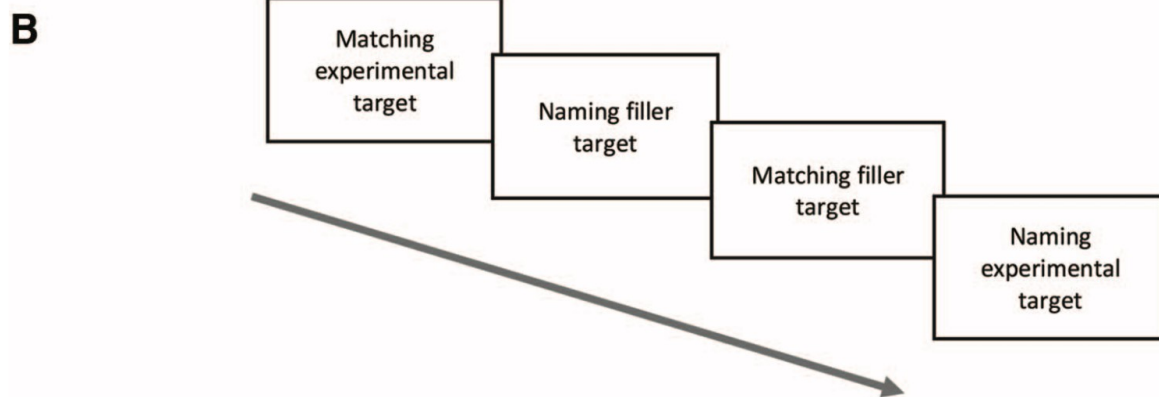 B
Matching
experimental
target
Naming filler
target
Matching filler
target
Naming
experimental
target